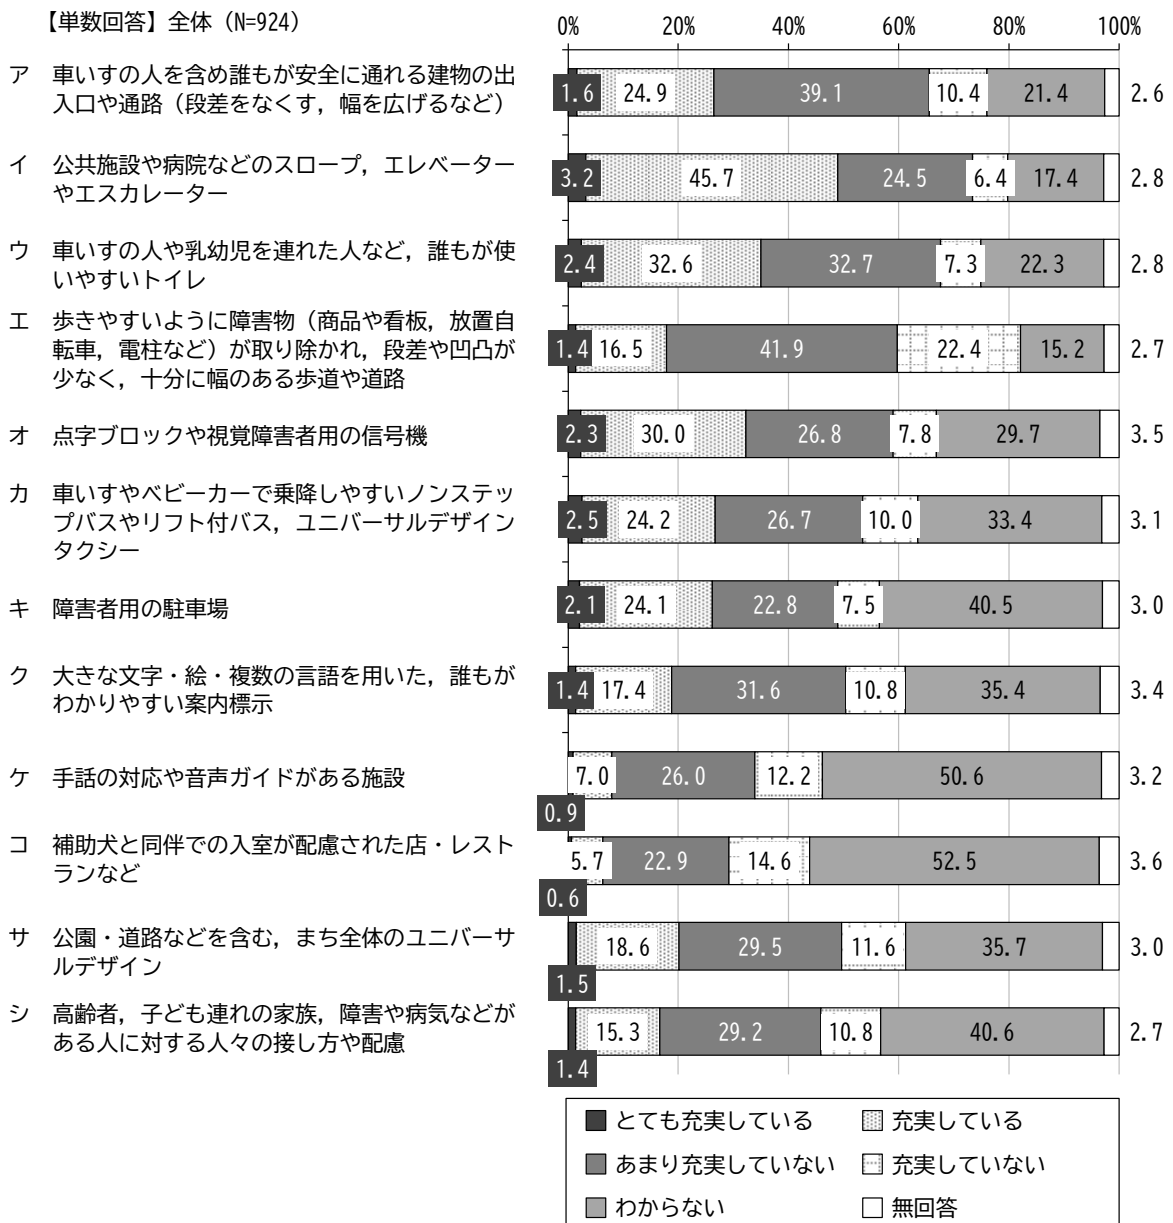 【単数回答】全体（N=924）
0% 20% 40% 60% 80% 100%
ア 車いすの人を含め誰もが安全に通れる建物の出
入口や通路（段差をなくす，幅を広げるなど）
1.6 24.9 39.1 10.4 21.4 2.6
イ 公共施設や病院などのスロープ，エレベーター
やエスカレーター
3.2 45.7 24.5 6.4 17.4 2.8
ウ 車いすの人や乳幼児を連れた人など，誰もが使
いやすいトイレ
2.4 32.6 32.7 7.3 22.3 2.8
エ 歩きやすいように障害物（商品や看板，放置自
転車，電柱など）が取り除かれ，段差や凹凸が
少なく，十分に幅のある歩道や道路
1.4 16.5 41.9 22.4 15.2 2.7
オ 点字ブロックや視覚障害者用の信号機
2.3 30.0 26.8 7.8 29.7 3.5
カ 車いすやベビーカーで乗降しやすいノンステッ
プバスやリフト付バス，ユニバーサルデザイン
タクシー
2.5 24.2 26.7 10.0 33.4 3.1
キ 障害者用の駐車場
2.1 24.1 22.8 7.5 40.5 3.0
ク 大きな文字・絵・複数の言語を用いた，誰もが
わかりやすい案内標示
1.4 17.4 31.6 10.8 35.4 3.4
ケ 手話の対応や音声ガイドがある施設
7.0 26.0 12.2 50.6 3.2
0.9
コ 補助犬と同伴での入室が配慮された店・レスト
ランなど
5.7 22.9 14.6 52.5 3.6
0.6
サ 公園・道路などを含む，まち全体のユニバーサ
ルデザイン
18.6 29.5 11.6 35.7 3.0
1.5
シ 高齢者，子ども連れの家族，障害や病気などが
ある人に対する人々の接し方や配慮
15.3 29.2 10.8 40.6 2.7
1.4
とても充実している 充実している
あまり充実していない 充実していない
わからない 無回答